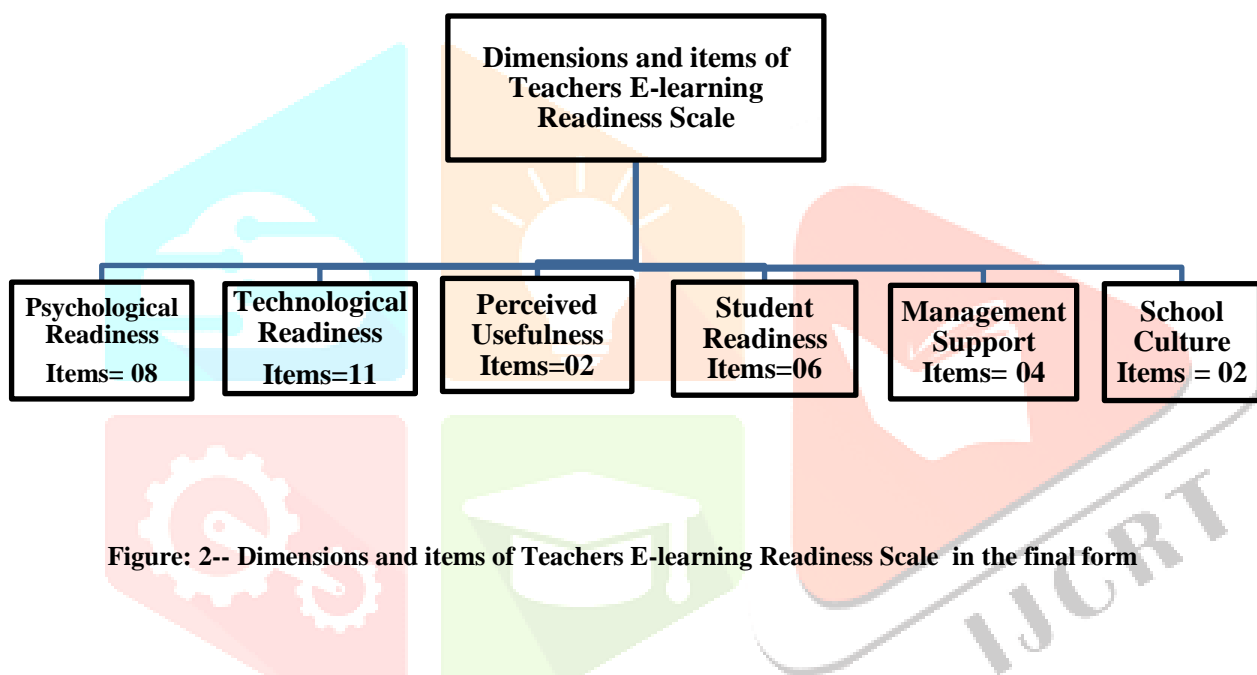 Dimensions and items of
Teachers E-learning
Readiness Scale
Psychological
Readiness
Items= 08
Technological
Readiness
Items=11
Perceived
Usefulness
Items=02
Student
Readiness
Items=06
Management
Support
Items= 04
School
Culture
Items = 02
Figure: 2-- Dimensions and items of Teachers E-learning Readiness Scale in the final form
IJCRT